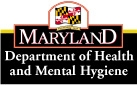 MARYLAND
Department of Health
and Mental Hygiene